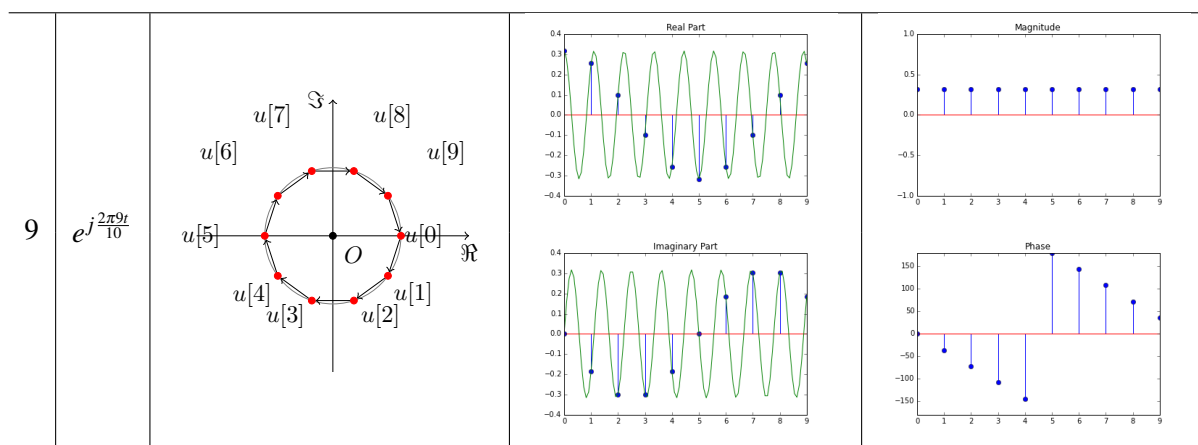 9
e^{j\frac{2π9t}{10}}
ℑ
u[7] u[8]
u[6] u[9]
u[5] u[0]
O ℜ
u[4] u[1]
u[3] u[2]
Real Part
0.4
0.3
0.2
0.1
0.0
−0.1
−0.2
−0.3
−0.4
0 1 2 3 4 5 6 7 8 9
Imaginary Part
0.4
0.3
0.2
0.1
0.0
−0.1
−0.2
−0.3
−0.4
0 1 2 3 4 5 6 7 8 9
Magnitude
1.0
0.5
0.0
−0.5
−1.0
0 1 2 3 4 5 6 7 8 9
Phase
150
100
50
0
−50
−100
−150
0 1 2 3 4 5 6 7 8 9